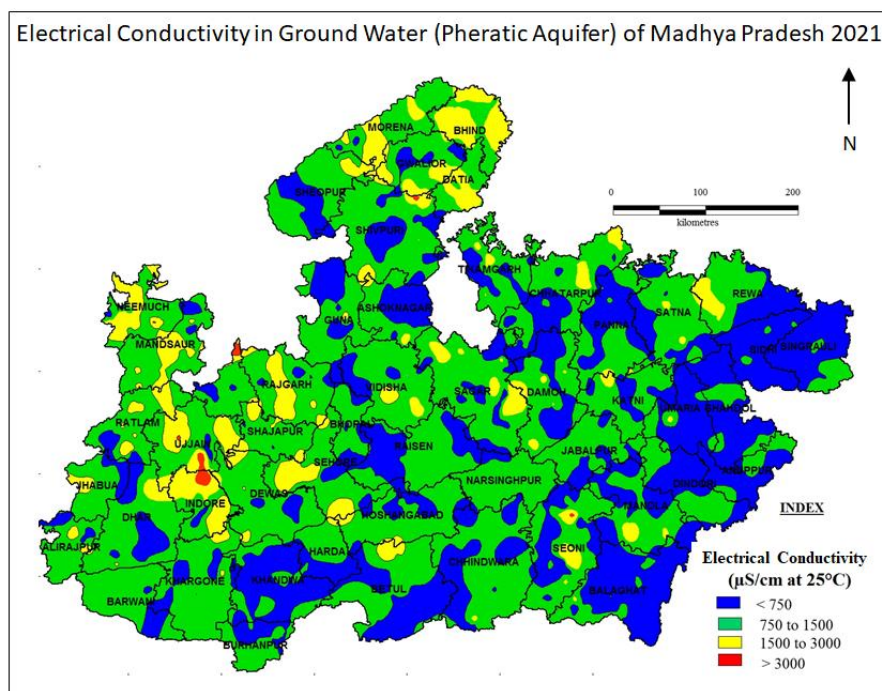 Electrical Conductivity in Ground Water (Pheratic Aquifer) of Madhya Pradesh 2021
N
MORENA
BHIND
GWALIOR
DATIA
SHEOPUR
0 100 200
kilometres
SHIVPURI
TIKAMGARH
CHHATARPUR
REWA
NEEMUCH
ASHOKNAGAR
PANNA
SATNA
GUNA
MANDSAUR
SIDHI
SINGRAULI
RAJGARH
VIDISHA
SAGAR
DAMOH
KATNI
UMARIA
SHAHDOL
RATLAM
SHAJAPUR
BHOPAL
UJJAIN
RAISEN
JABALPUR
SEHORE
ANUPPUR
JHABUA
DEWAS
NARSINGHPUR
DINDORI
INDORE
MANDLA
INDEX
DHAR
HOSHANGABAD
ALIRAJPUR
SEONI
HARDA
Electrical Conductivity
(µS/cm at 25°C)
CHHINDWARA
KHARGONE
KHANDWA
BETUL
BALAGHAT
BARWANI
< 750
750 to 1500
1500 to 3000
> 3000
BURHANPUR